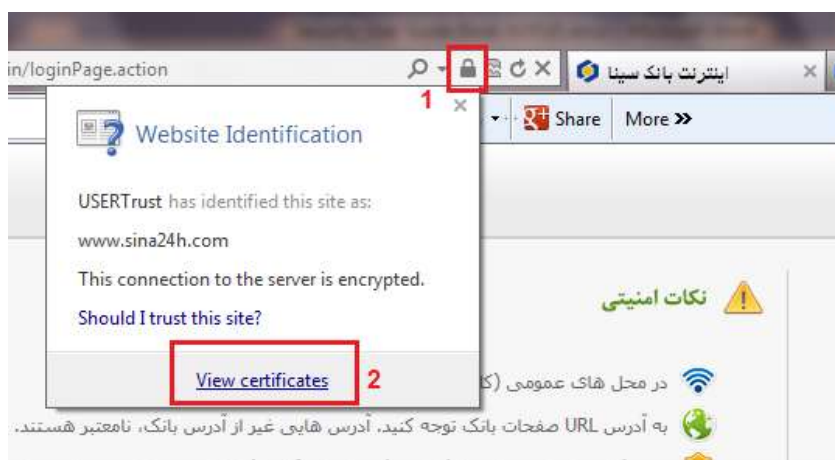 in/loginPage.action
اینترنت بانک سینا
1
Share
More
Website Identification
USERTrust has identified this site as:
www.sina24h.com
This connection to the server is encrypted.
Should I trust this site?
View certificates
2
نکات امنیتی
در محل های عمومی (کا
به آدرس URL صفحات بانک توجه کنید. آدرس هایی غیر از آدرس بانک، نامعتبر هستند.